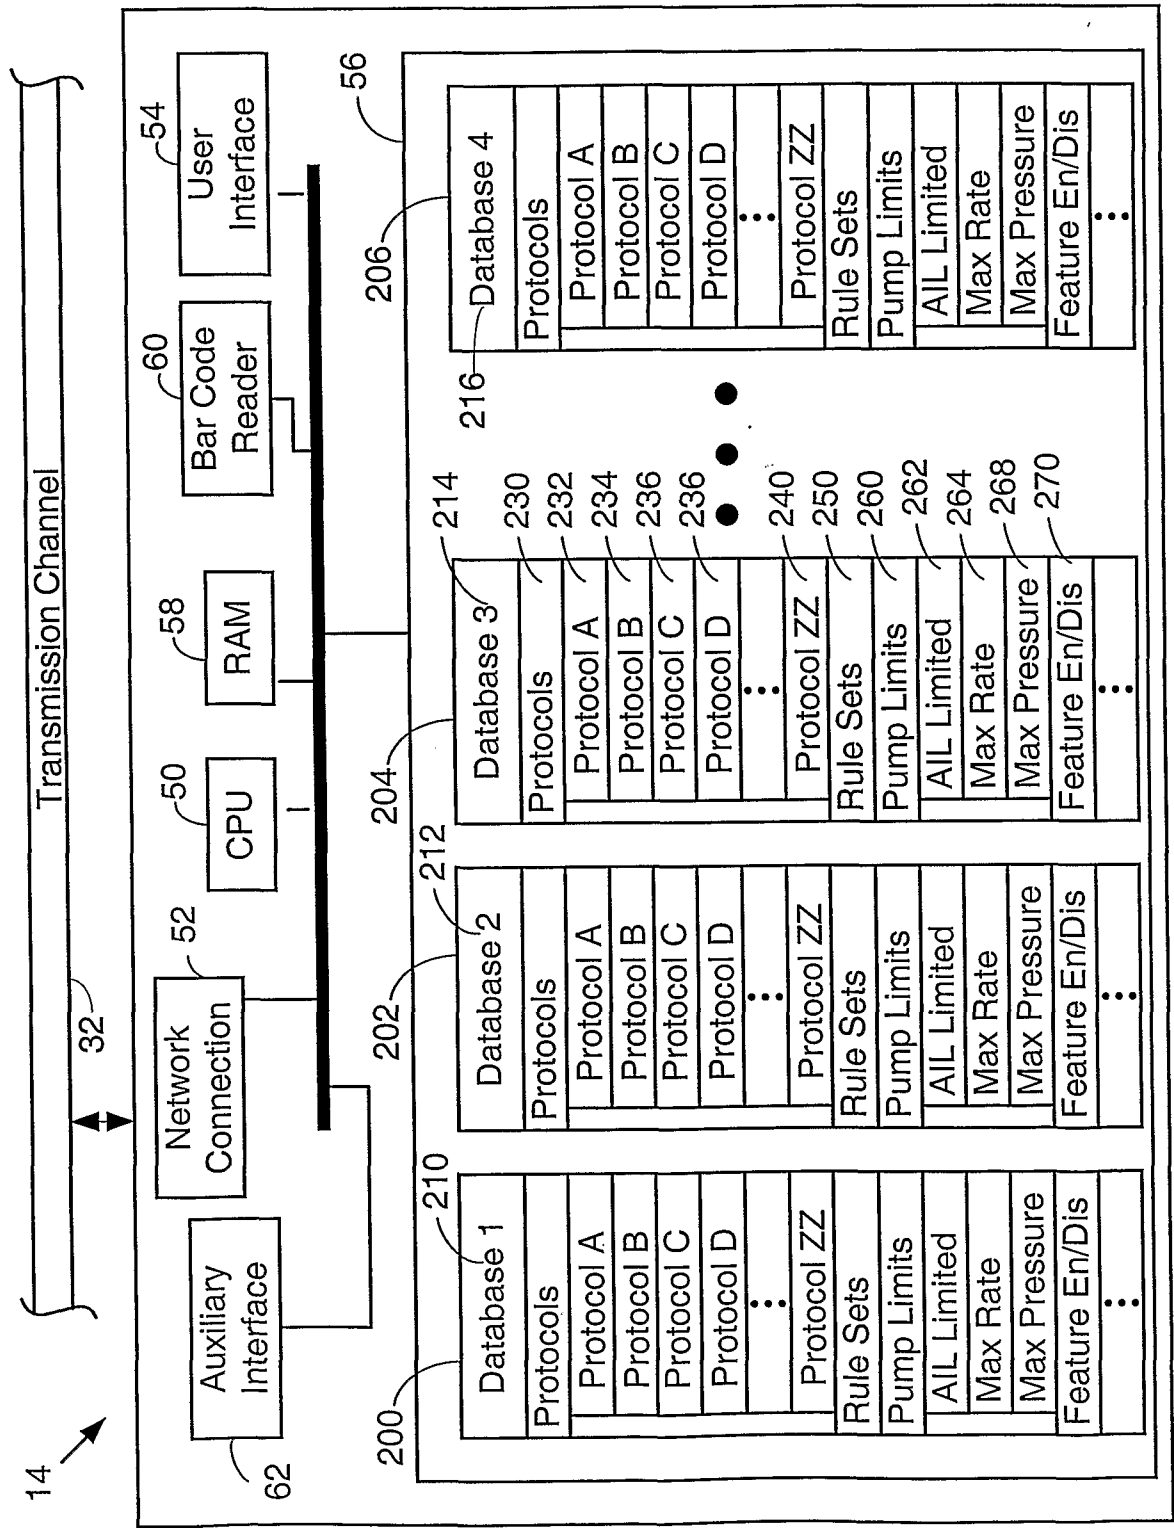 14
Transmission Channel
32
62
Auxiliary
Interface
Network
Connection
52
CPU
50
RAM
58
Bar Code
Reader
60
User
Interface
54
56
200
Database 1
210
Protocols
Protocol A
Protocol B
Protocol C
Protocol D
•••
Protocol ZZ
Rule Sets
Pump Limits
AIL Limited
Max Rate
Max Pressure
Feature En/Dis
•••
202
Database 2
212
Protocols
Protocol A
Protocol B
Protocol C
Protocol D
•••
Protocol ZZ
Rule Sets
Pump Limits
AIL Limited
Max Rate
Max Pressure
Feature En/Dis
•••
204
Database 3
214
Protocols
230
Protocol A
232
Protocol B
234
Protocol C
236
Protocol D
236
•••
Protocol ZZ
240
Rule Sets
250
Pump Limits
260
AIL Limited
262
Max Rate
264
Max Pressure
268
Feature En/Dis
270
•••
• • •
206
Database 4
216
Protocols
Protocol A
Protocol B
Protocol C
Protocol D
•••
Protocol ZZ
Rule Sets
Pump Limits
AIL Limited
Max Rate
Max Pressure
Feature En/Dis
•••